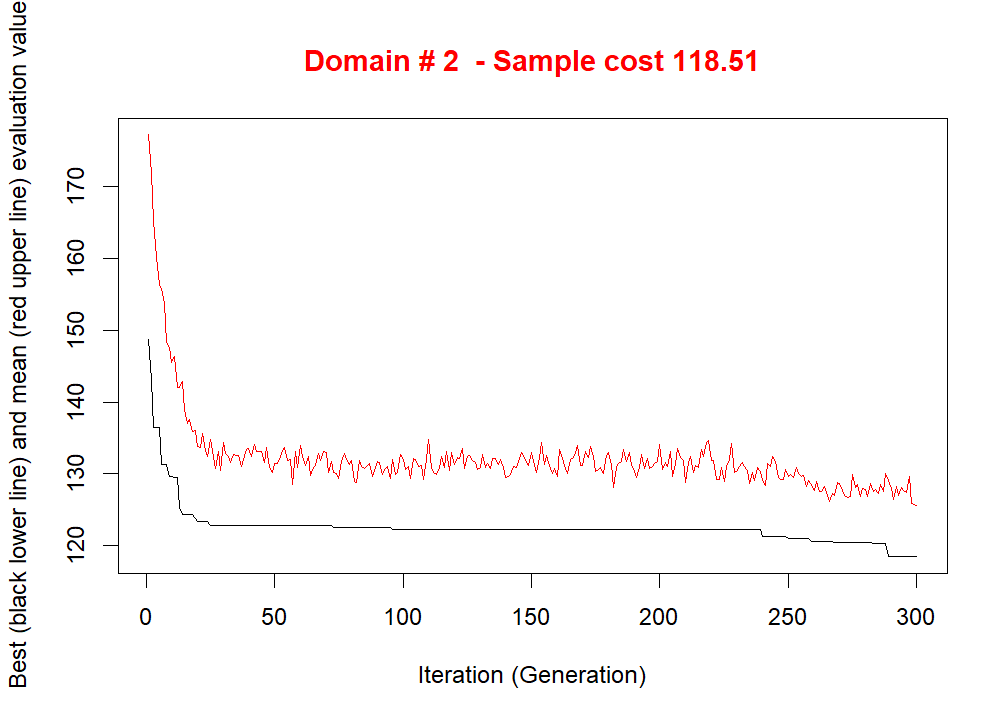 Domain # 2  - Sample cost 118.51
Best (black lower line) and mean (red upper line) evaluation value
170
160
150
140
130
120
0 50 100 150 200 250 300
Iteration (Generation)